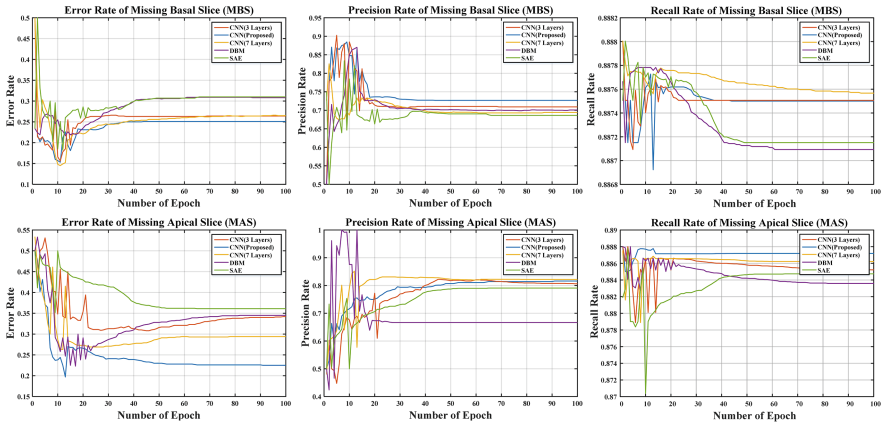 Error Rate of Missing Basal Slice (MBS)
0.5
0.45
0.4
0.35
0.3
0.25
0.2
0.15
0.1
Error Rate
0 10 20 30 40 50 60 70 80 90 100
Number of Epoch
CNN(3 Layers)
CNN(Proposed)
CNN(7 Layers)
DBM
SAE
Precision Rate of Missing Basal Slice (MBS)
0.95
0.9
0.85
0.8
0.75
0.7
0.65
0.6
0.55
0.5
Precision Rate
0 20 40 60 80 100
Number of Epoch
CNN(3 Layers)
CNN(Proposed)
CNN(7 Layers)
DBM
SAE
Recall Rate of Missing Basal Slice (MBS)
0.8882
0.888
0.8878
0.8876
0.8874
0.8872
0.887
0.8868
Recall Rate
0 10 20 30 40 50 60 70 80 90 100
Number of Epoch
CNN(3 Layers)
CNN(Proposed)
CNN(7 Layers)
DBM
SAE
Error Rate of Missing Apical Slice (MAS)
0.55
0.5
0.45
0.4
0.35
0.3
0.25
0.2
0.15
Error Rate
0 10 20 30 40 50 60 70 80 90 100
Number of Epoch
CNN(3 Layers)
CNN(Proposed)
CNN(7 Layers)
DBM
SAE
Precision Rate of Missing Apical Slice (MAS)
1
0.9
0.8
0.7
0.6
0.5
0.4
Precision Rate
0 20 40 60 80 100
Number of Epoch
CNN(3 Layers)
CNN(Proposed)
CNN(7 Layers)
DBM
SAE
Recall Rate of Missing Apical Slice (MAS)
0.89
0.888
0.886
0.884
0.882
0.88
0.878
0.876
0.874
0.872
0.87
Recall Rate
0 10 20 30 40 50 60 70 80 90 100
Number of Epoch
CNN(3 Layers)
CNN(Proposed)
CNN(7 Layers)
DBM
SAE